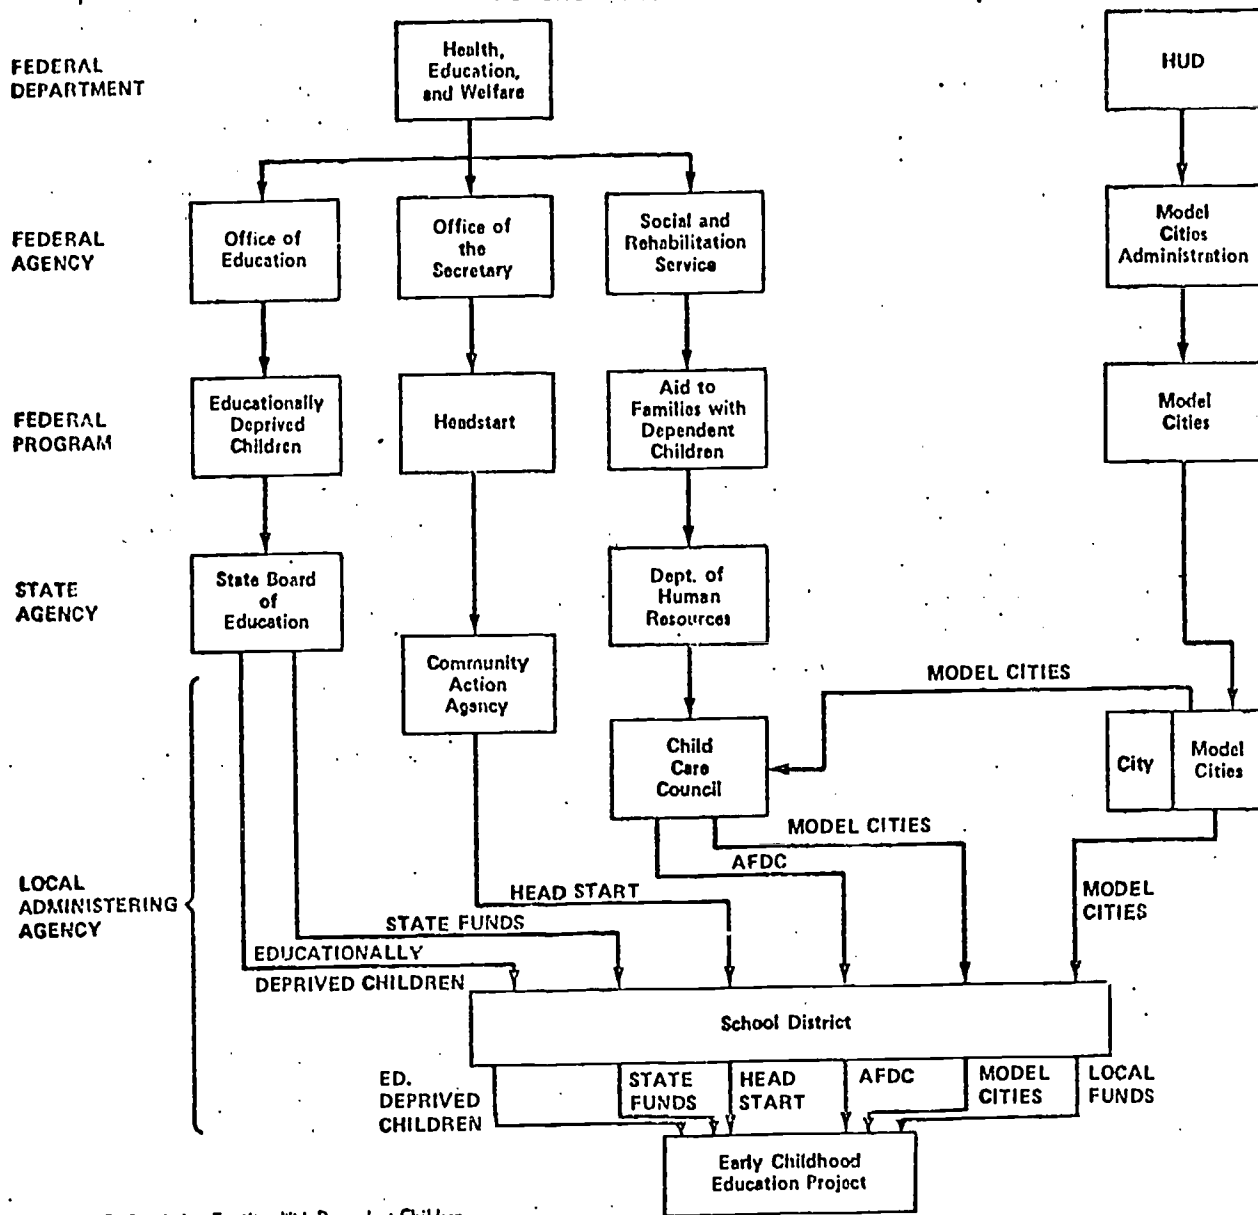 FEDERAL
DEPARTMENT
Health,
Education,
and Welfare
HUD
FEDERAL
AGENCY
Office of
Education
Office of
the
Secretary
Social and
Rehabilitation
Service
Model
Cities
Administration
FEDERAL
PROGRAM
Educationally
Deprived
Children
Headstart
Aid to
Families with
Dependent
Children
Model
Cities
STATE
AGENCY
State Board
of
Education
Dept. of
Human
Resources
Community
Action
Agency
MODEL CITIES
Child
Care
Council
City
Model
Cities
LOCAL
ADMINISTERING
AGENCY
MODEL CITIES
AFDC
HEAD START
MODEL
CITIES
STATE FUNDS
EDUCATIONALLY
DEPRIVED CHILDREN
School District
ED.
DEPRIVED
CHILDREN
STATE
FUNDS
HEAD
START
AFDC
MODEL
CITIES
LOCAL
FUNDS
Early Childhood
Education Project
Children